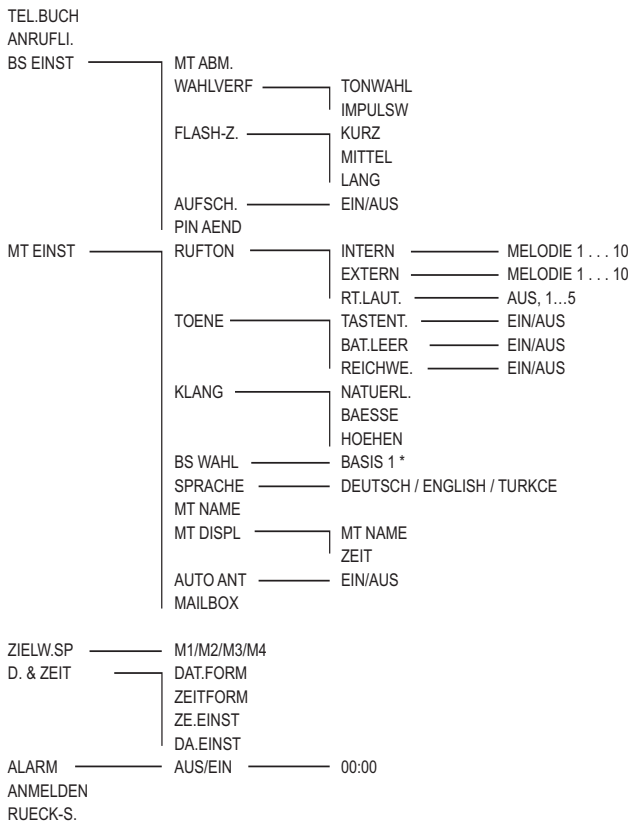 TEL.BUCH
ANRUFLI.
BS EINST MT ABM.
WAHLVERF TONWAHL
IMPULSW
FLASH-Z. KURZ
MITTEL
LANG
AUFSCH. EIN/AUS
PIN AEND
MT EINST RUFTON INTERN MELODIE 1 . . . 10
EXTERN MELODIE 1 . . . 10
RT.LAUT. AUS, 1…5
TOENE TASTENT. EIN/AUS
BAT.LEER EIN/AUS
REICHWE. EIN/AUS
KLANG NATUERL.
BAESSE
HOEHEN
BS WAHL BASIS 1 *
SPRACHE DEUTSCH / ENGLISH / TURKCE
MT NAME
MT DISPL MT NAME
ZEIT
AUTO ANT EIN/AUS
MAILBOX
ZIELW.SP M1/M2/M3/M4
D. & ZEIT DAT.FORM
ZEITFORM
ZE.EINST
DA.EINST
ALARM AUS/EIN 00:00
ANMELDEN
RUECK-S.